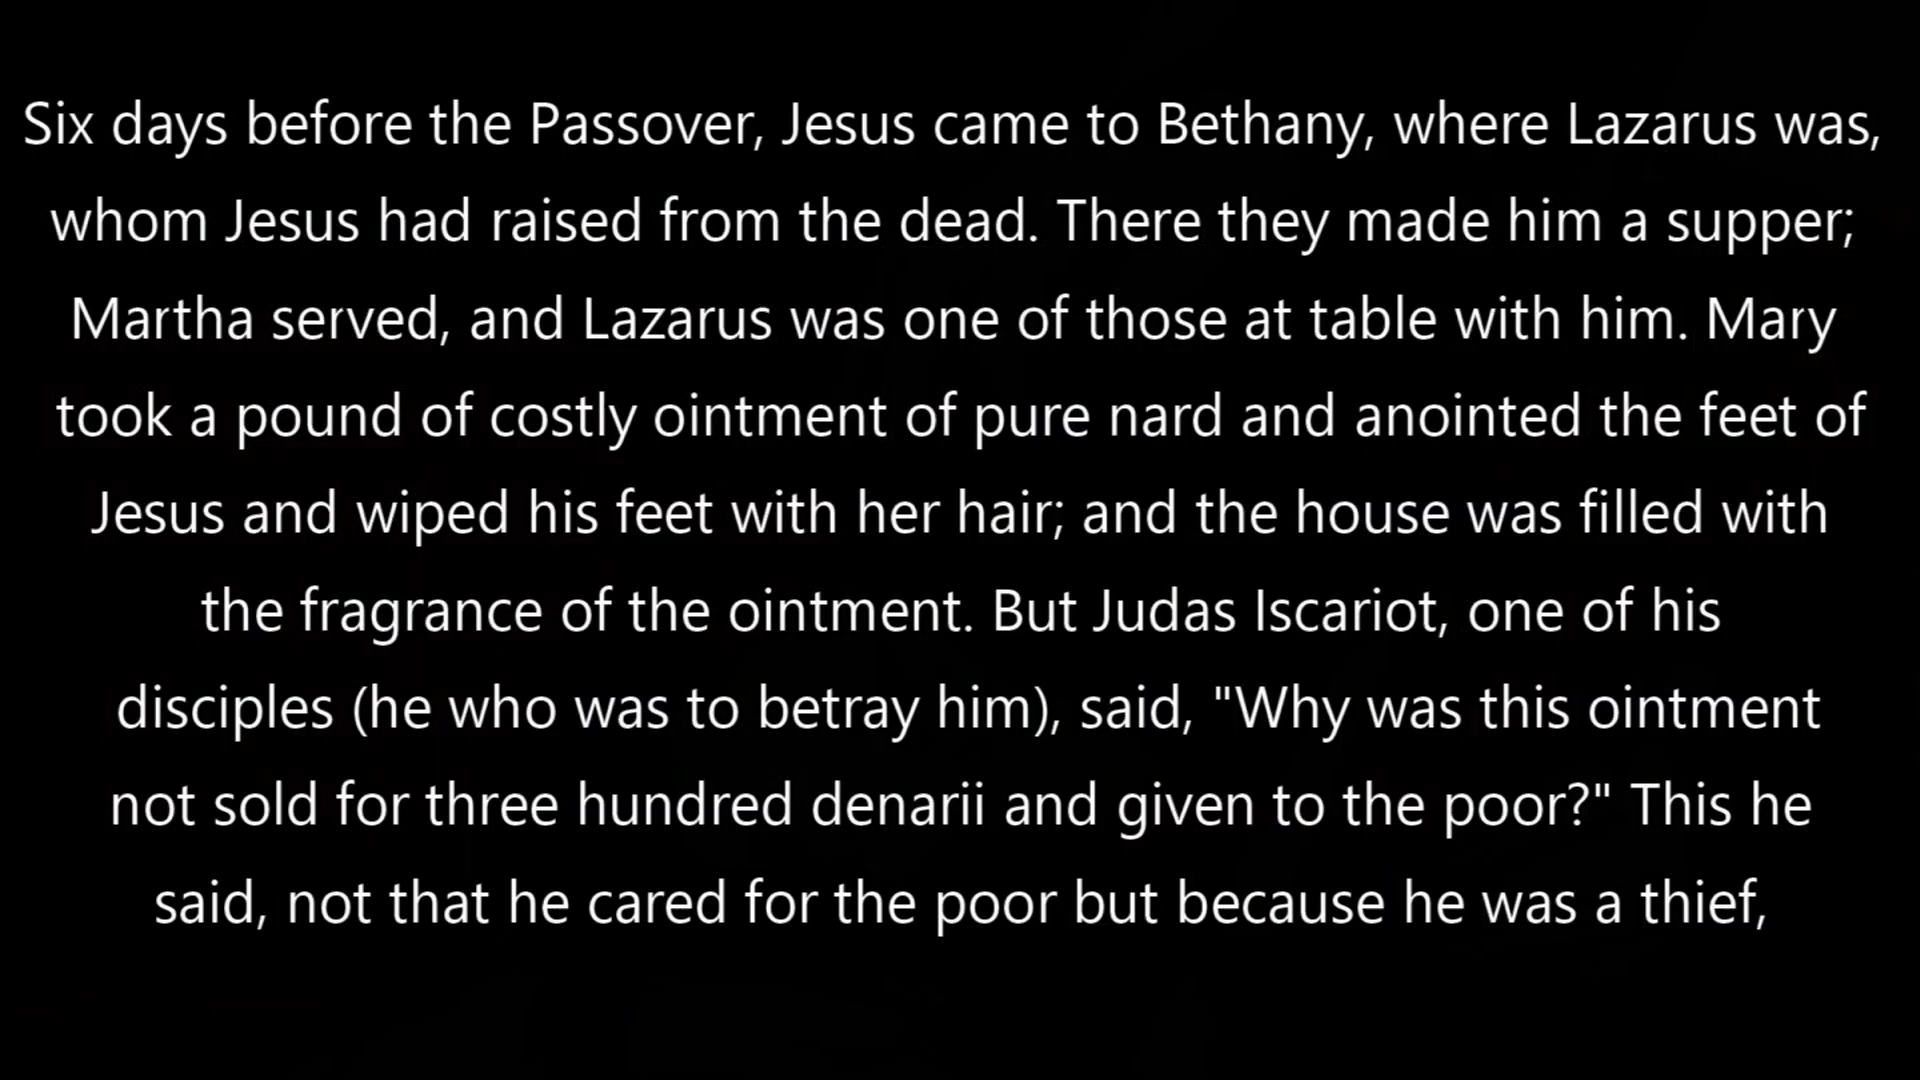 Six days before the Passover, Jesus came to Bethany, where Lazarus was,
whom Jesus had raised from the dead. There they made him a supper;
Martha served, and Lazarus was one of those at table with him. Mary
took a pound of costly ointment of pure nard and anointed the feet of
Jesus and wiped his feet with her hair; and the house was filled with
the fragrance of the ointment. But Judas Iscariot, one of his
disciples (he who was to betray him), said, "Why was this ointment
not sold for three hundred denarii and given to the poor?" This he
said, not that he cared for the poor but because he was a thief,